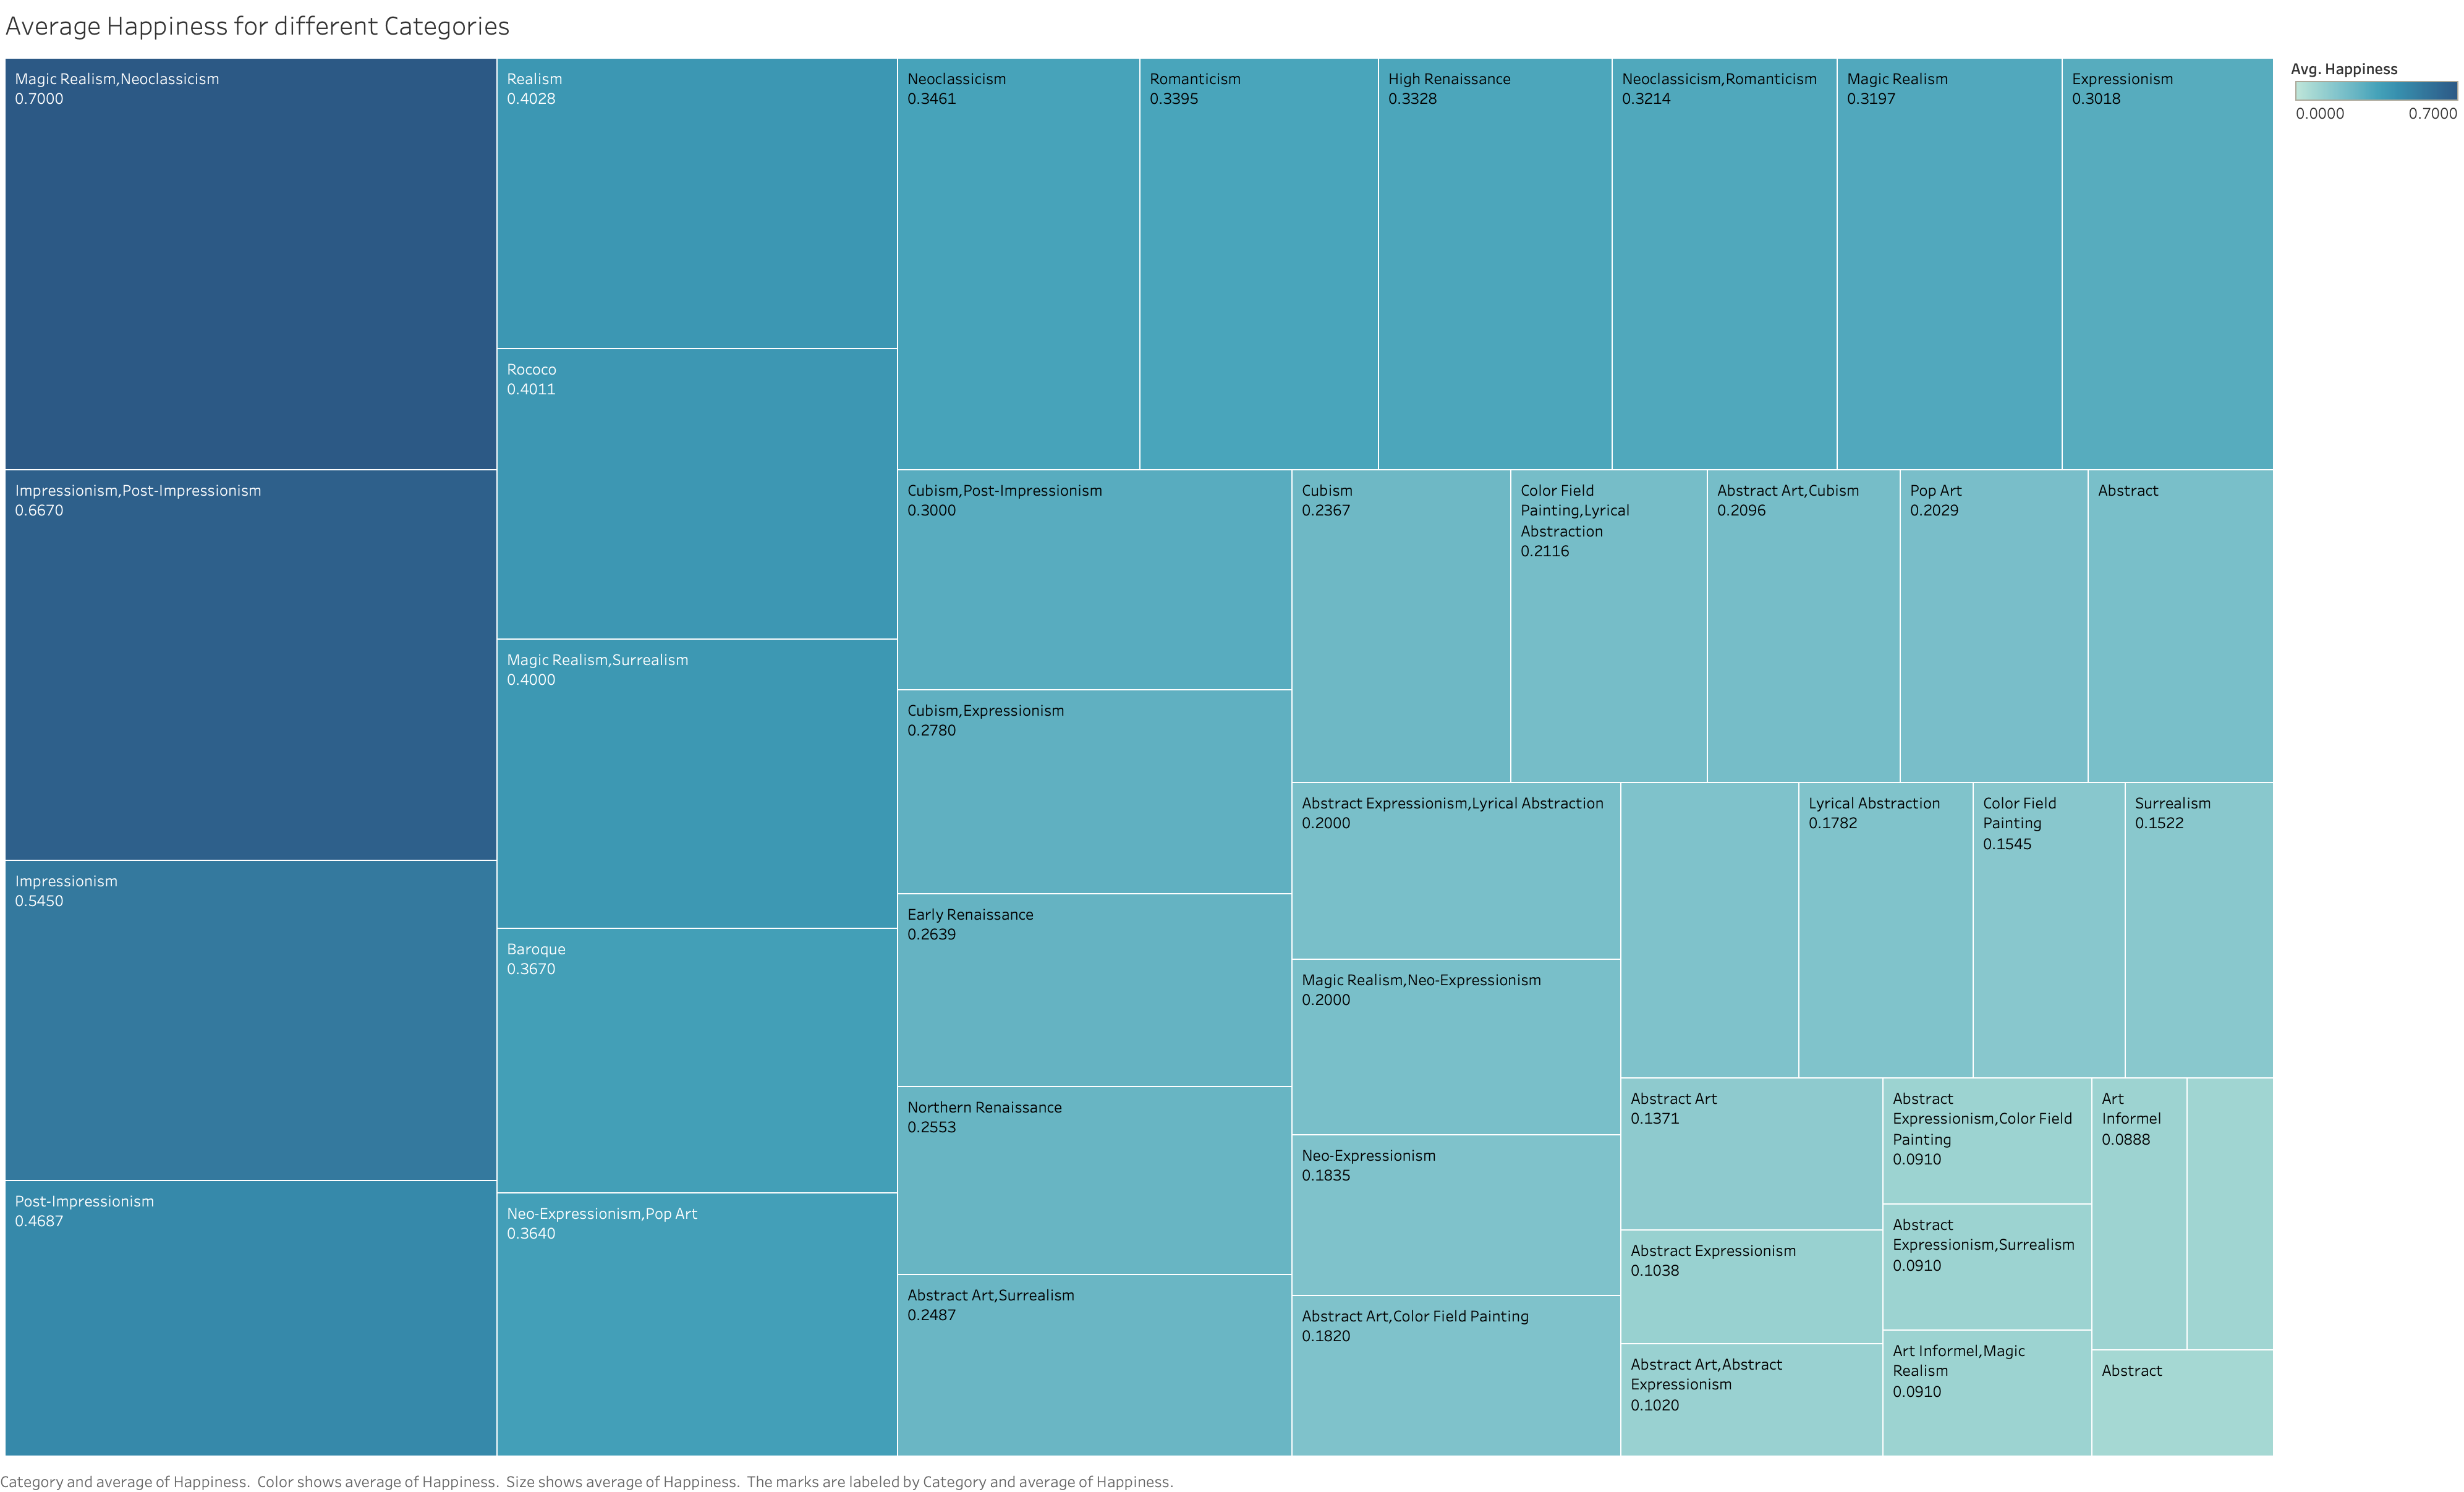 Average Happiness for different Categories
Magic Realism,Neoclassicism
0.7000
Impressionism,Post-Impressionism
0.6670
Impressionism
0.5450
Post-Impressionism
0.4687
Realism
0.4028
Rococo
0.4011
Magic Realism,Surrealism
0.4000
Baroque
0.3670
Neo-Expressionism,Pop Art
0.3640
Neoclassicism
0.3461
Romanticism
0.3395
High Renaissance
0.3328
Neoclassicism,Romanticism
0.3214
Magic Realism
0.3197
Expressionism
0.3018
Cubism,Post-Impressionism
0.3000
Cubism,Expressionism
0.2780
Early Renaissance
0.2639
Northern Renaissance
0.2553
Abstract Art,Surrealism
0.2487
Cubism
0.2367
Color Field
Painting,Lyrical
Abstraction
0.2116
Abstract Art,Cubism
0.2096
Pop Art
0.2029
Abstract
Abstract Expressionism,Lyrical Abstraction
0.2000
Magic Realism,Neo-Expressionism
0.2000
Neo-Expressionism
0.1835
Abstract Art,Color Field Painting
0.1820
Lyrical Abstraction
0.1782
Color Field
Painting
0.1545
Surrealism
0.1522
Abstract Art
0.1371
Abstract Expressionism
0.1038
Abstract Art,Abstract
Expressionism
0.1020
Abstract
Expressionism,Color Field
Painting
0.0910
Abstract
Expressionism,Surrealism
0.0910
Art Informel,Magic
Realism
0.0910
Art
Informel
0.0888
Abstract
Avg. Happiness
0.0000 0.7000
Category and average of Happiness. Color shows average of Happiness. Size shows average of Happiness. The marks are labeled by Category and average of Happiness.